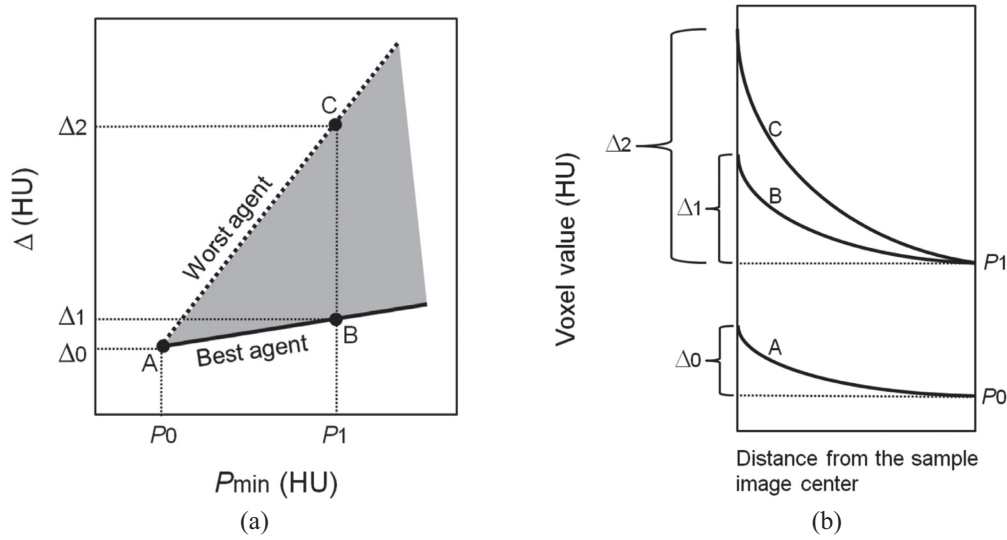 Δ2
Δ1
Δ0
Δ (HU)
C
B
A
Worst agent
Best agent
P0
P1
Pmin (HU)
(a)
Voxel value (HU)
Δ2
Δ1
Δ0
C
B
A
P1
P0
Distance from the sample
image center
(b)